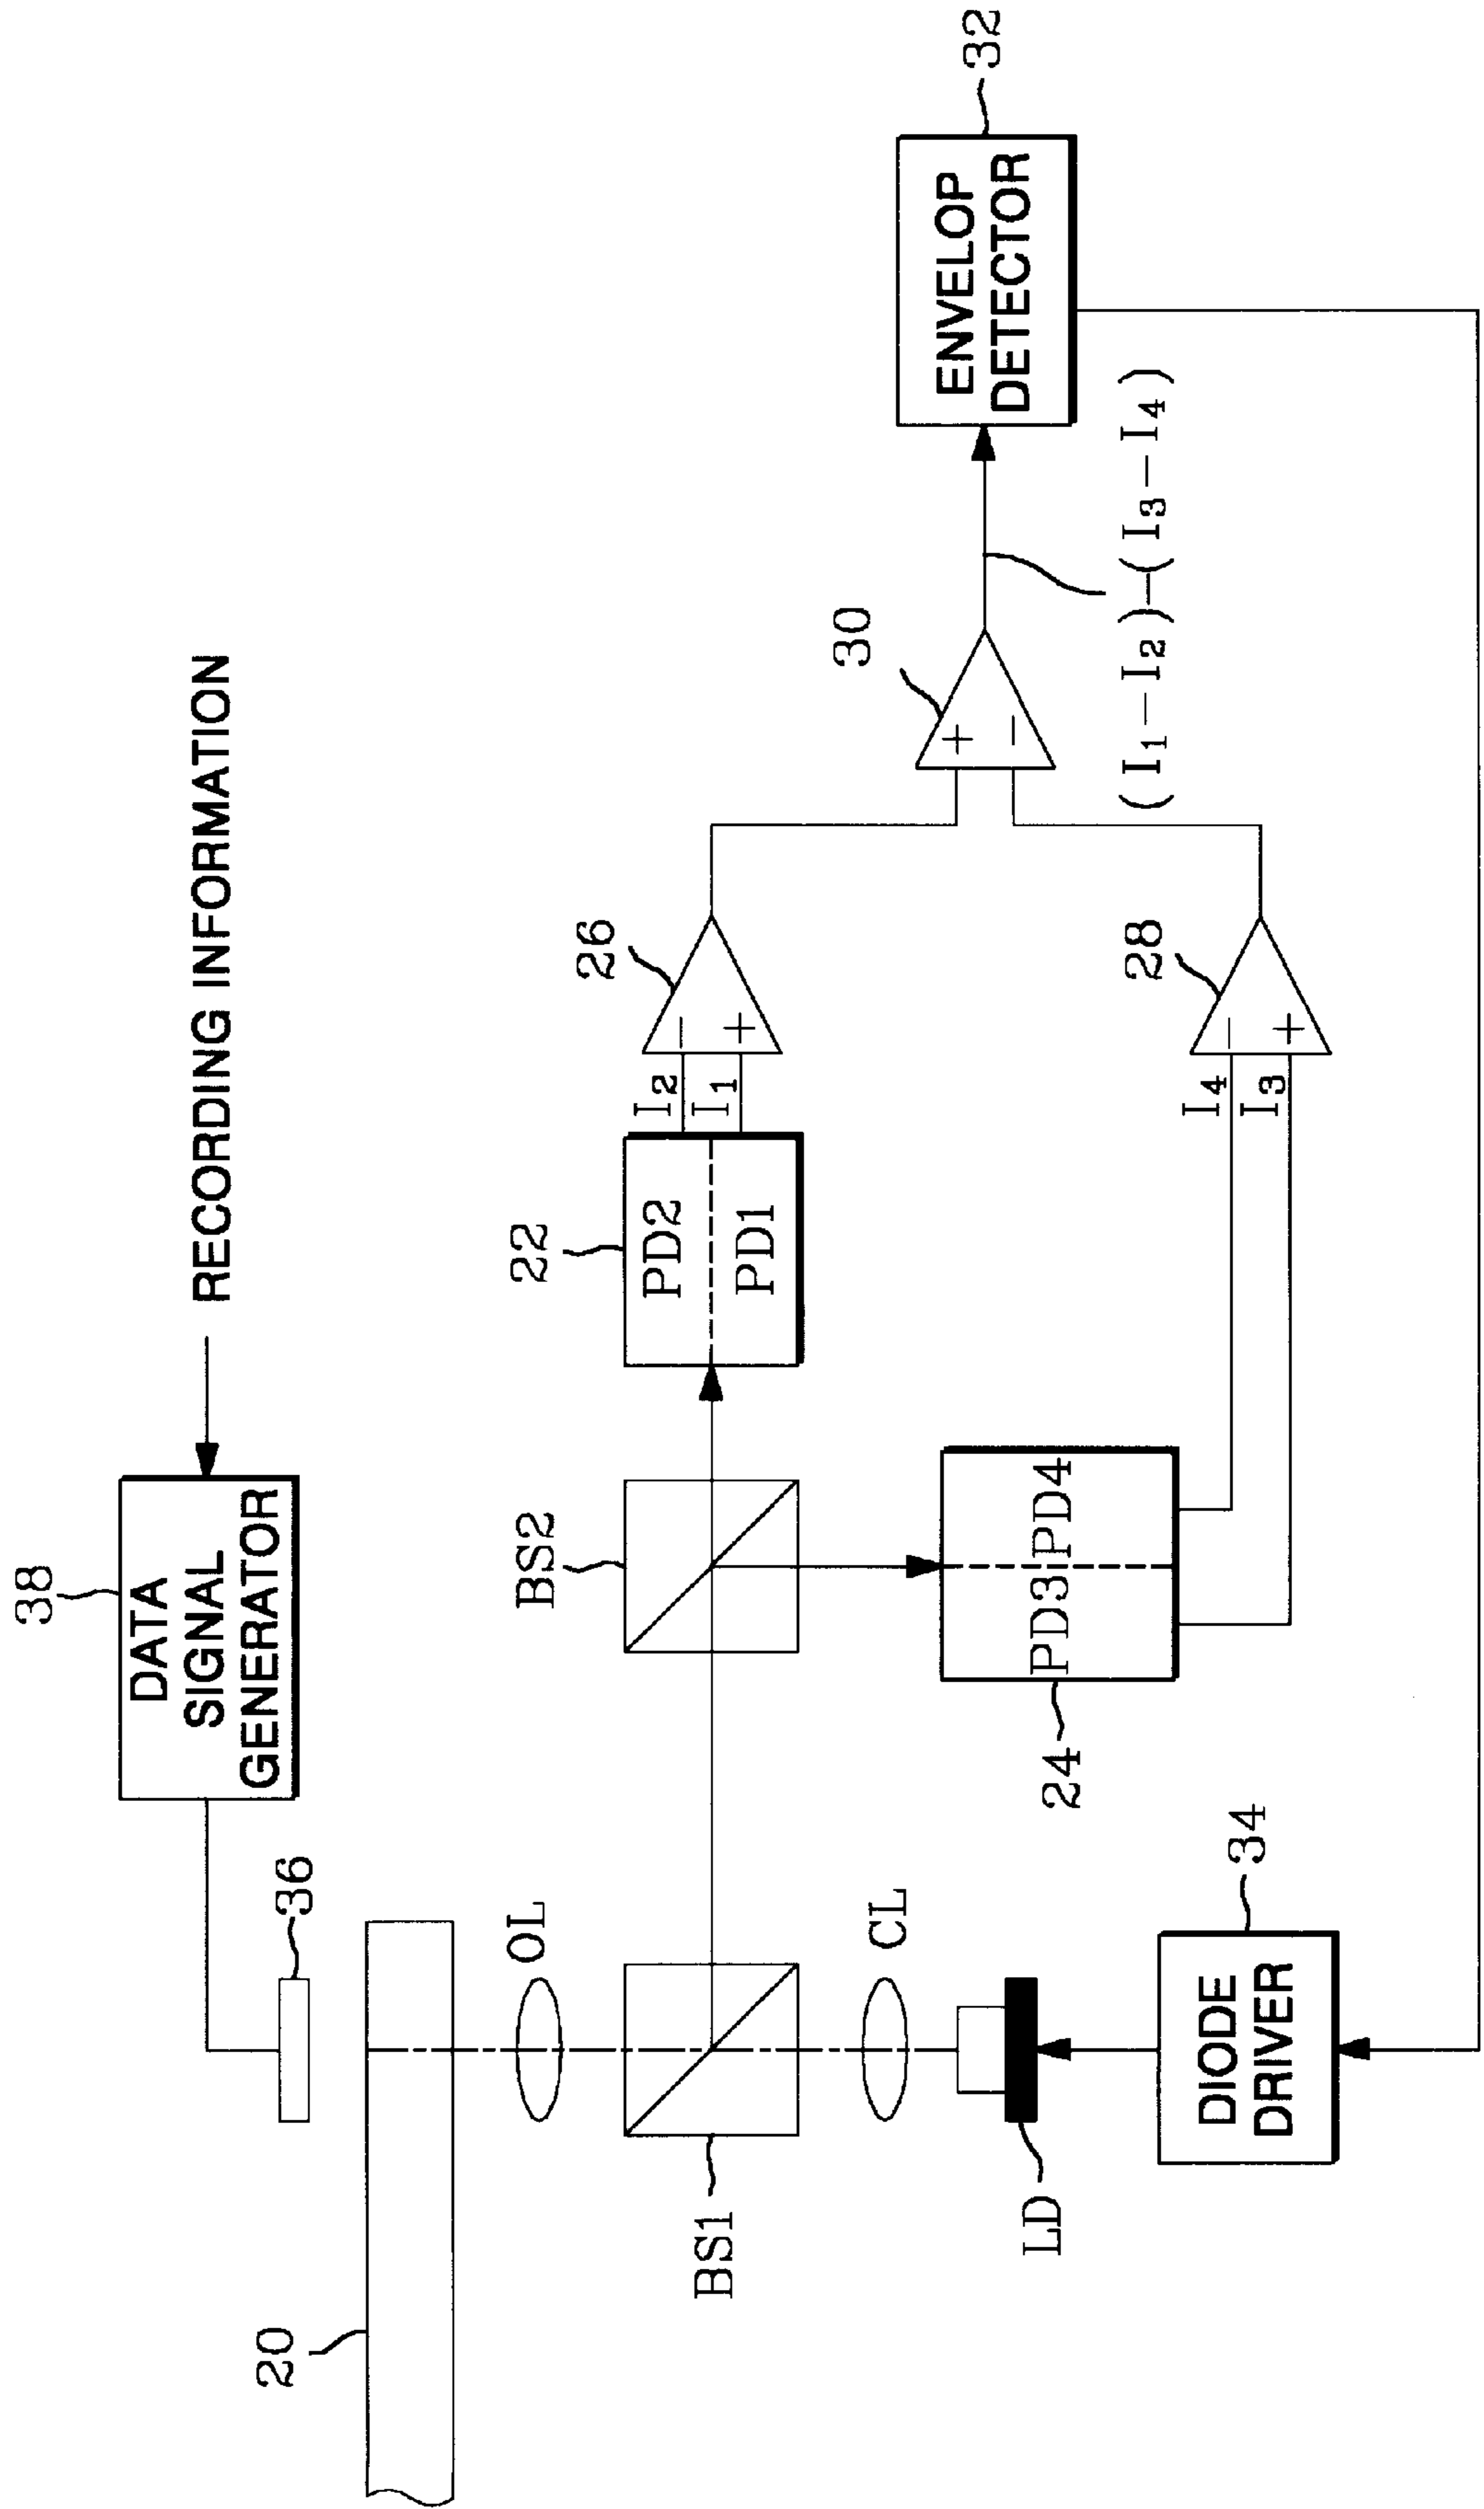 38
DATA
SIGNAL
GENERATOR
RECORDING INFORMATION
36
20
OL
BS1
CL
LD
DIODE
DRIVER
34
BS2
22
PD2
PD1
I2
I1
26
PD3 PD4
24
I4
I3
28
30
(I1−I2)−(I3−I4)
ENVELOP
DETECTOR
32